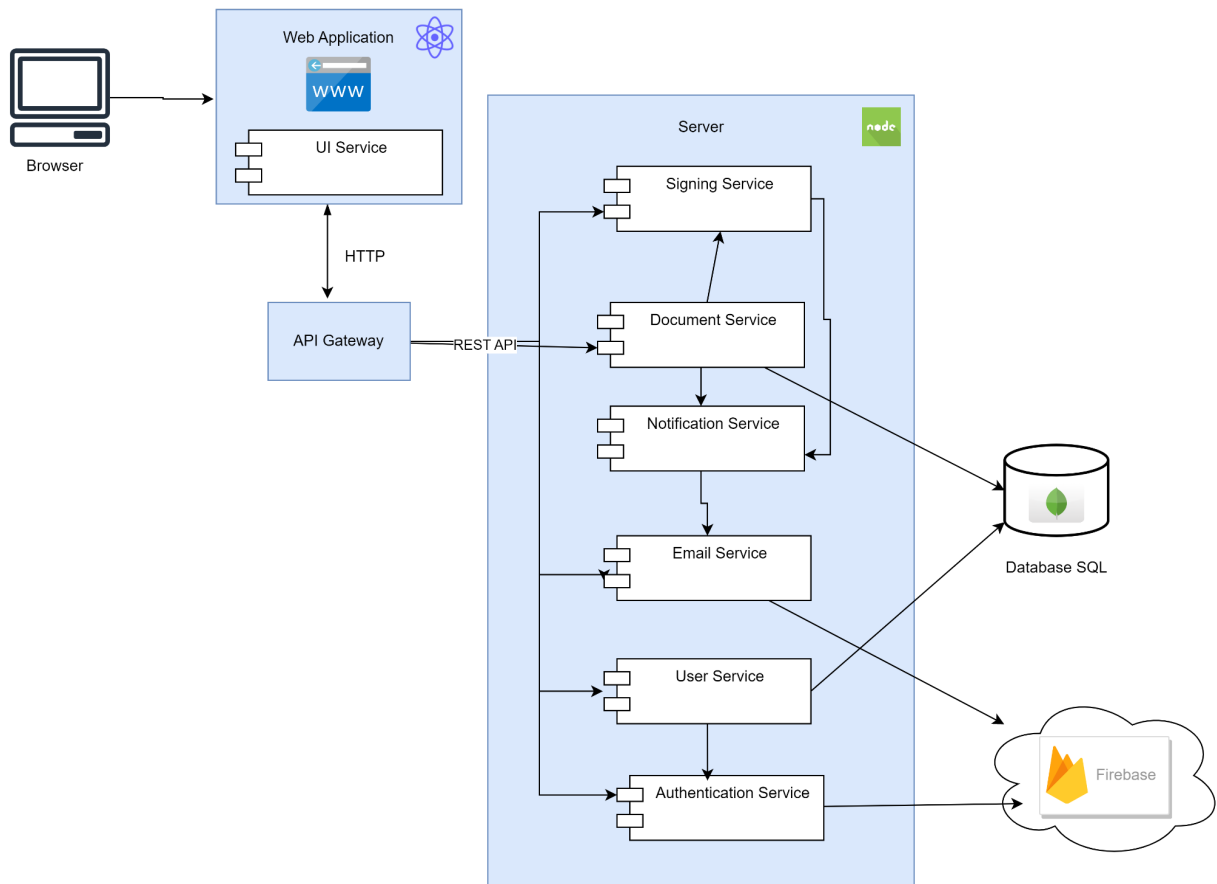 Web Application
www
UI Service
Browser
HTTP
API Gateway
REST API
Server
node
Signing Service
Document Service
Notification Service
Email Service
User Service
Authentication Service
Database SQL
Firebase